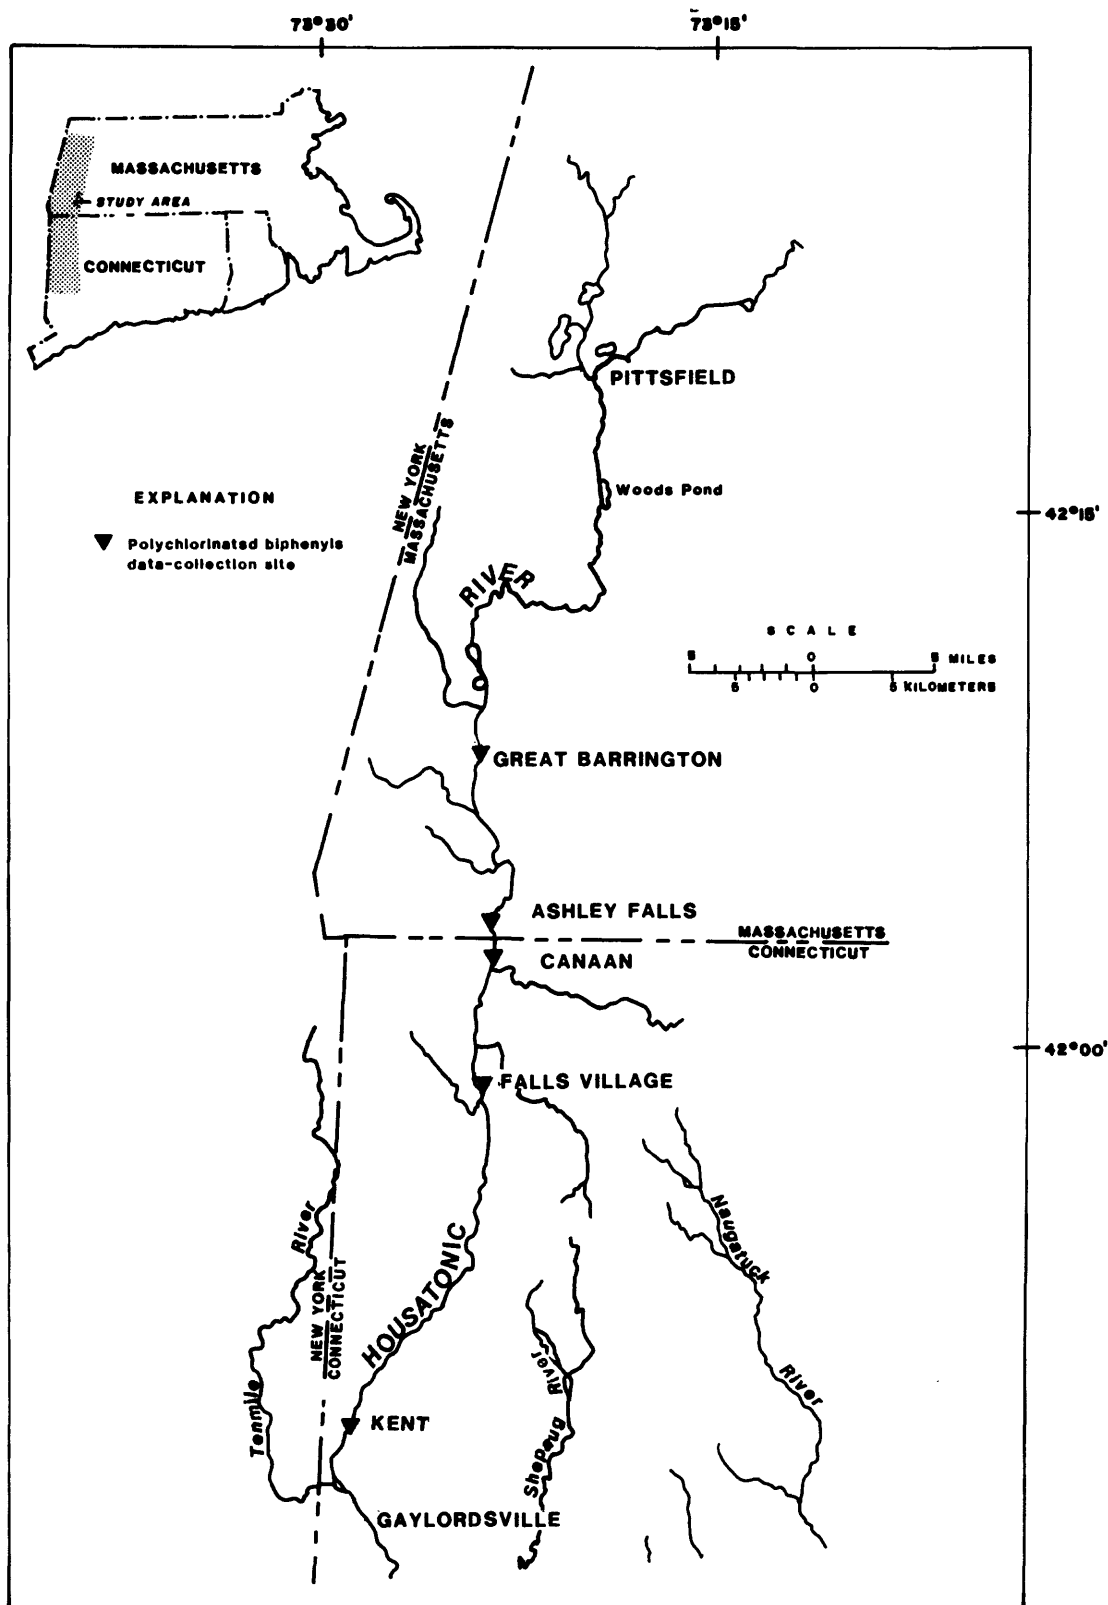 73°30'
73°15'
MASSACHUSETTS
STUDY AREA
CONNECTICUT
PITTSFIELD
NEW YORK
MASSACHUSETTS
Woods Pond
EXPLANATION
Polychlorinatsd biphenyls
data-collection site
42°15'
RIVER
SCALE
5 0 5 MILES
5 0 5 KILOMETERS
GREAT BARRINGTON
ASHLEY FALLS
MASSACHUSETTS
CONNECTICUT
CANAAN
42°00'
FALLS VILLAGE
Naugatuck
River
River
HOUSATONIC
NEW YORK
CONNECTICUT
Tenmile
River
Shepaug
KENT
GAYLORDSVILLE